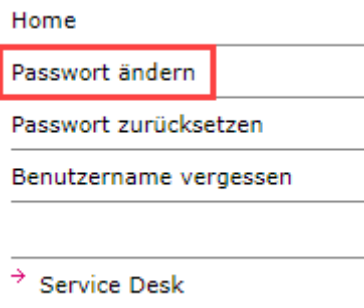 Home
Passwort ändern
Passwort zurücksetzen
Benutzername vergessen
→ Service Desk